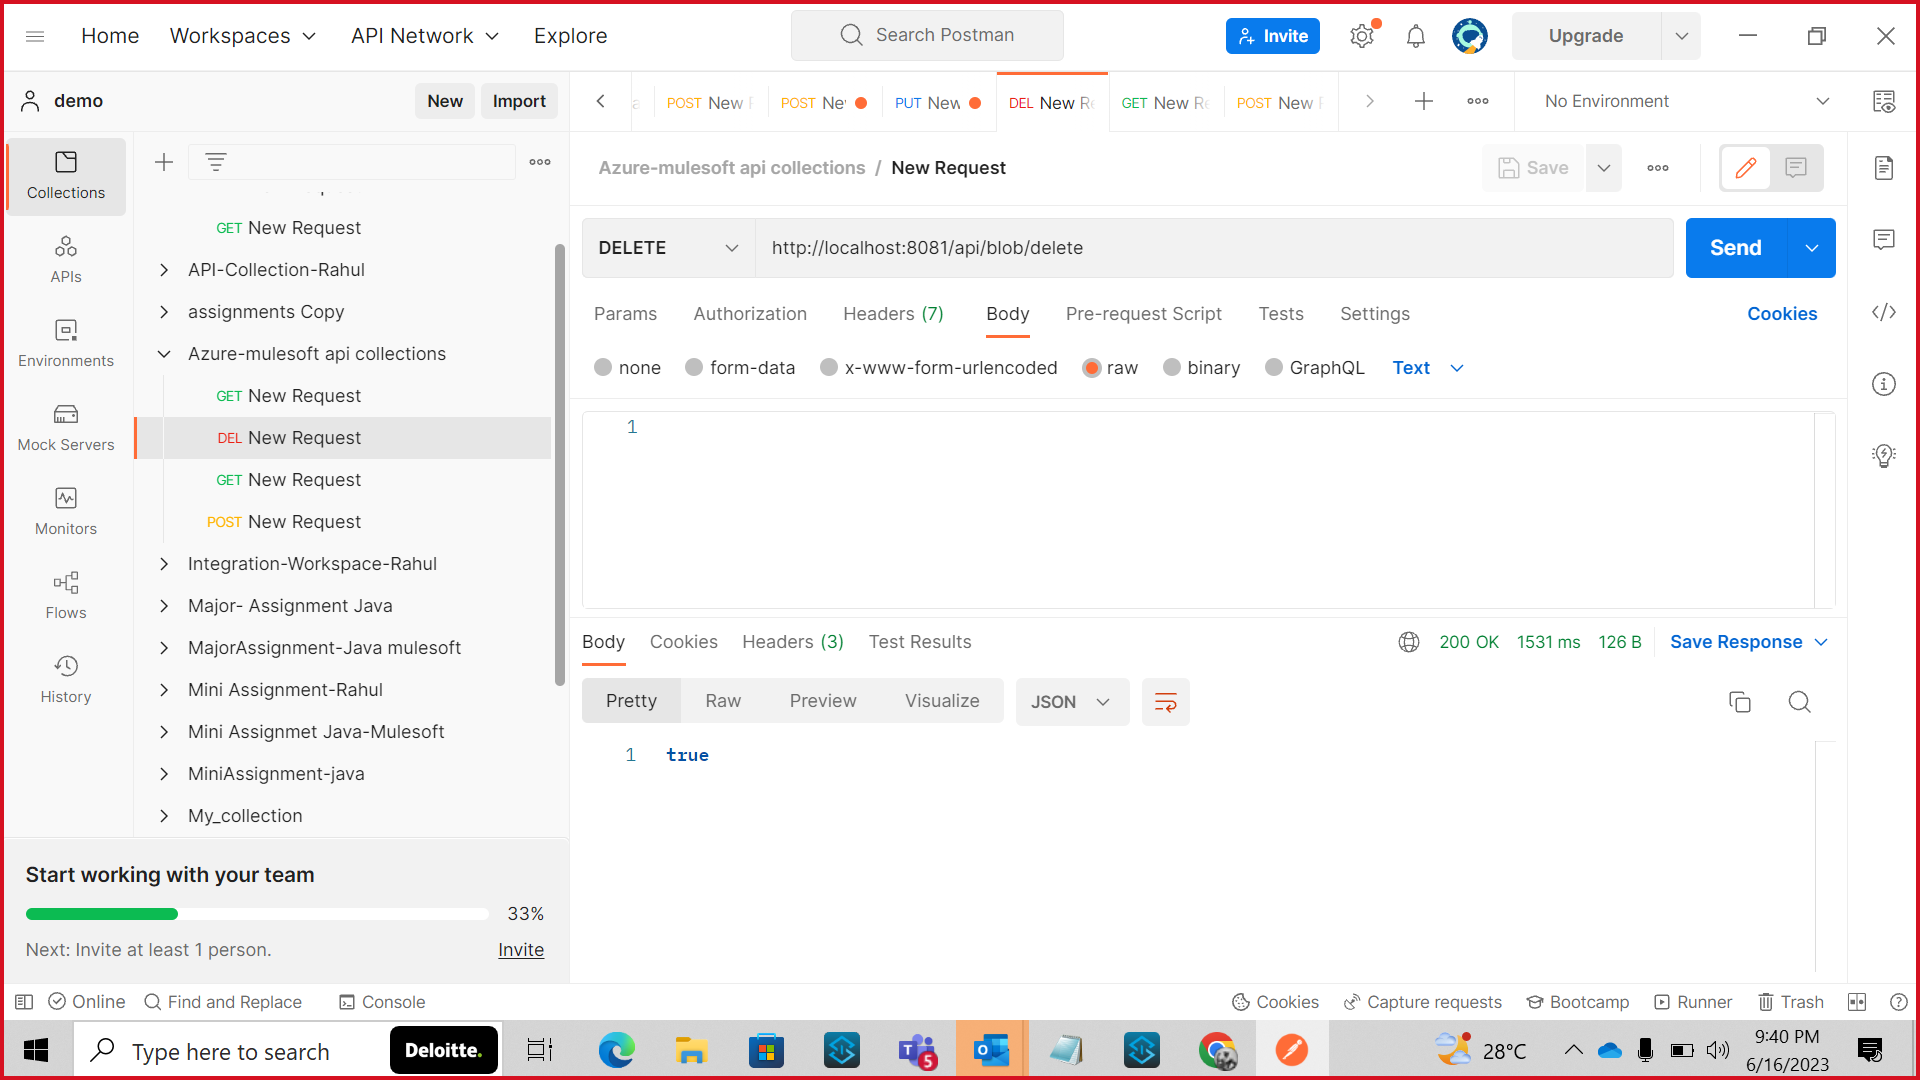 Home Workspaces API Network Explore Search Postman Invite Upgrade
demo New Import
POST New POST Ne PUT New DEL New Re GET New Re POST New No Environment
Collections
APIs
Environments
Mock Servers
Monitors
Flows
History
GET New Request
API-Collection-Rahul
assignments Copy
Azure-mulesoft api collections
GET New Request
DEL New Request
GET New Request
POST New Request
Integration-Workspace-Rahul
Major- Assignment Java
MajorAssignment-Java mulesoft
Mini Assignment-Rahul
Mini Assignmet Java-Mulesoft
MiniAssignment-java
My_collection
Start working with your team
33%
Next: Invite at least 1 person. Invite
Azure-mulesoft api collections / New Request Save
DELETE http://localhost:8081/api/blob/delete Send
Params Authorization Headers (7) Body Pre-request Script Tests Settings Cookies
none form-data x-www-form-urlencoded raw binary GraphQL Text
1
Body Cookies Headers (3) Test Results 200 OK 1531 ms 126 B Save Response
Pretty Raw Preview Visualize JSON
1 true
Online Find and Replace Console Cookies Capture requests Bootcamp Runner Trash
Type here to search Deloitte. 5 28°C 9:40 PM
6/16/2023